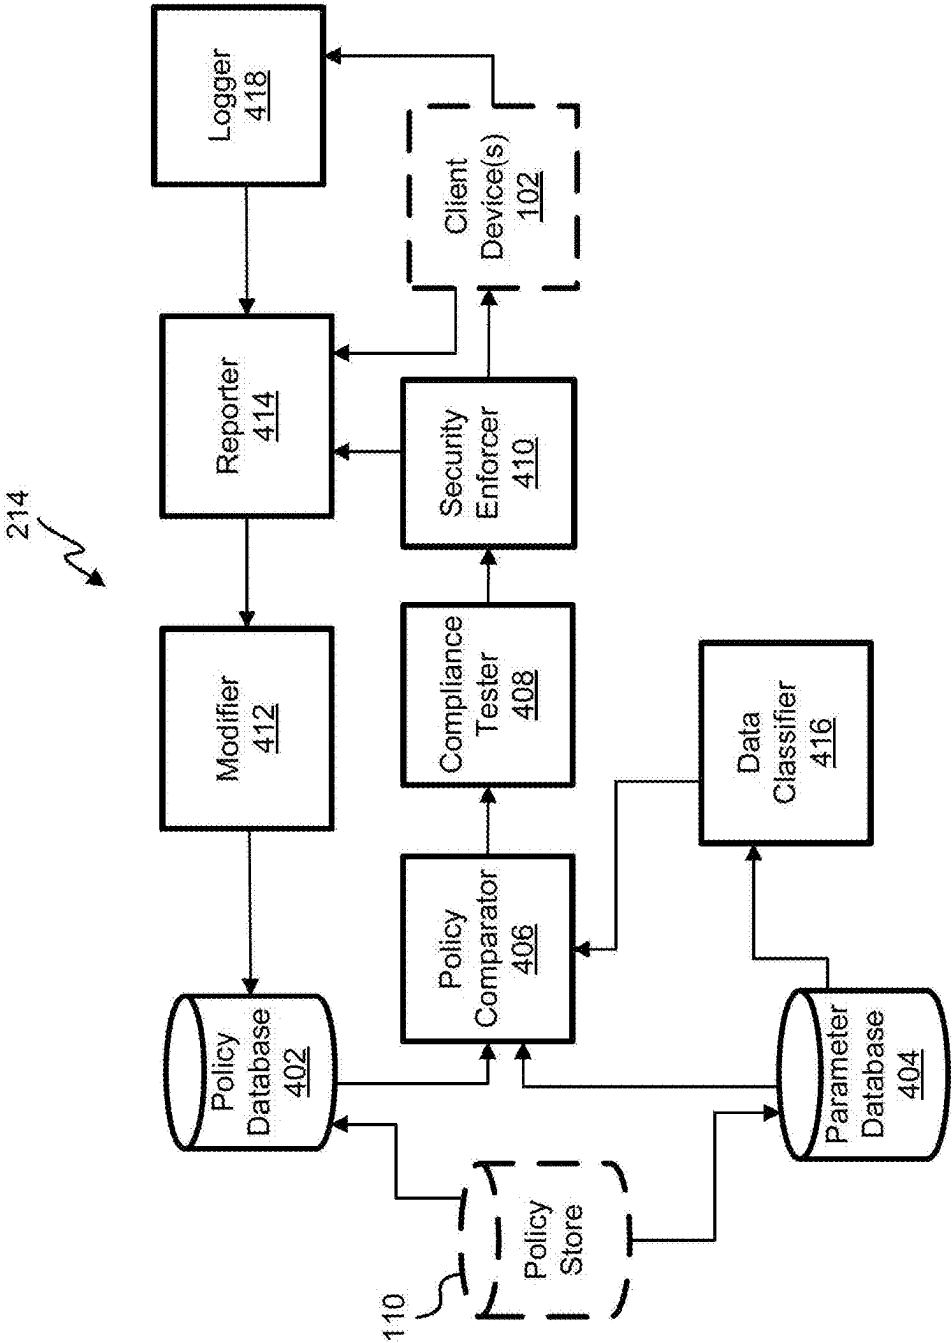 214
Policy
Database
402
Modifier
412
Reporter
414
Logger
418
110
Policy
Store
Policy
Comparator
406
Compliance
Tester
408
Security
Enforcer
410
Client
Device(s)
102
Parameter
Database
404
Data
Classifier
416